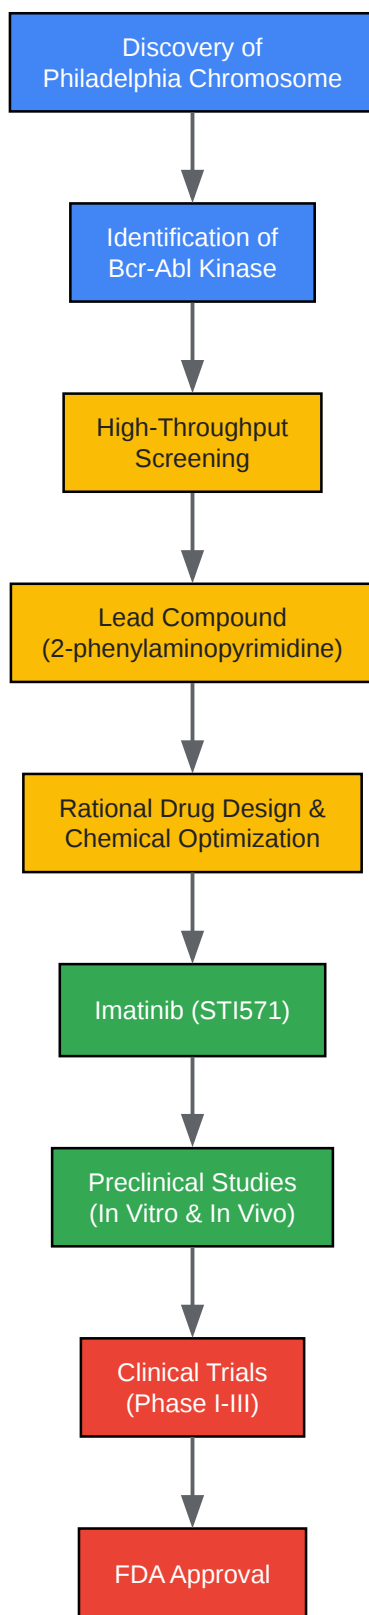 Discovery of
Philadelphia Chromosome
Identification of
Bcr-Abl Kinase
High-Throughput
Screening
Lead Compound
(2-phenylaminopyrimidine)
Rational Drug Design &
Chemical Optimization
Imatinib (STI571)
Preclinical Studies
(In Vitro & In Vivo)
Clinical Trials
(Phase I-III)
FDA Approval